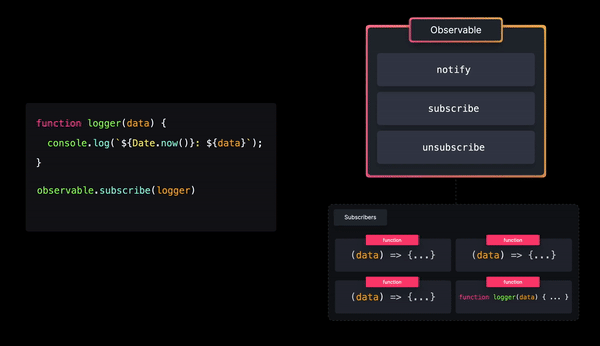 function logger(data) {
console.log(`${Date.now()}: ${data}`);
}
observable.subscribe(logger)
Observable
notify
subscribe
unsubscribe
Subscribers
function
(data) => {...}
function
(data) => {...}
function
(data) => {...}
function
function logger(data) { ... }